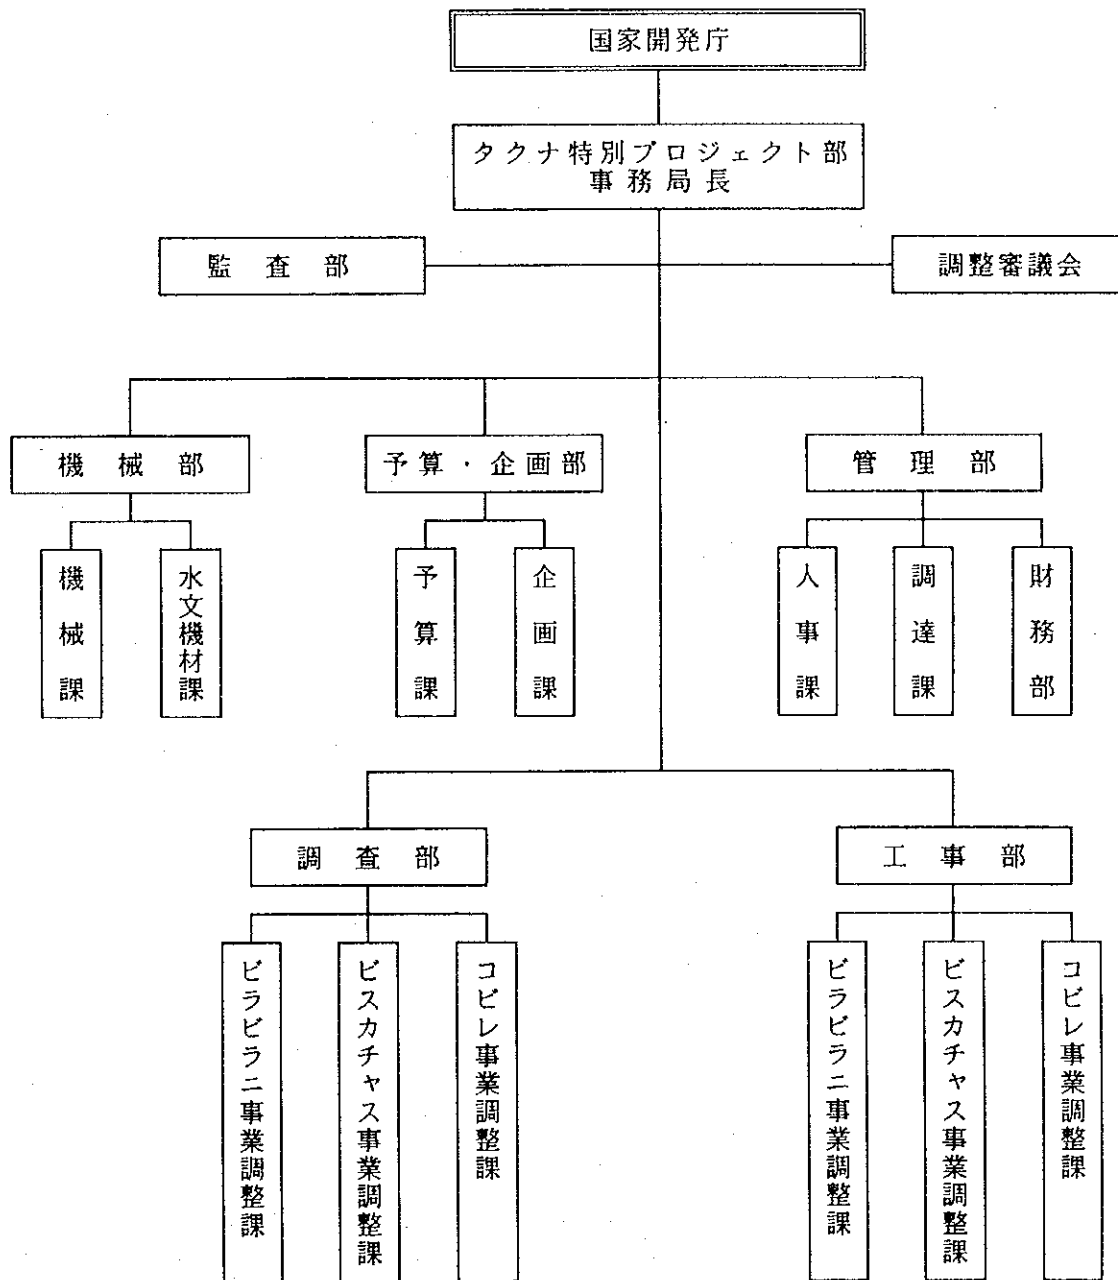 国家開発庁
タクナ特別プロジェクト部
事務局長
監査部
調整審議会
機械部
予算・企画部
管理部
機械課
水文機材課
予算課
企画課
人事課
調達課
財務部
調査部
工事部
ビラビラニ事業調整課
ビスカチャス事業調整課
コビレ事業調整課
ビラビラニ事業調整課
ビスカチャス事業調整課
コビレ事業調整課